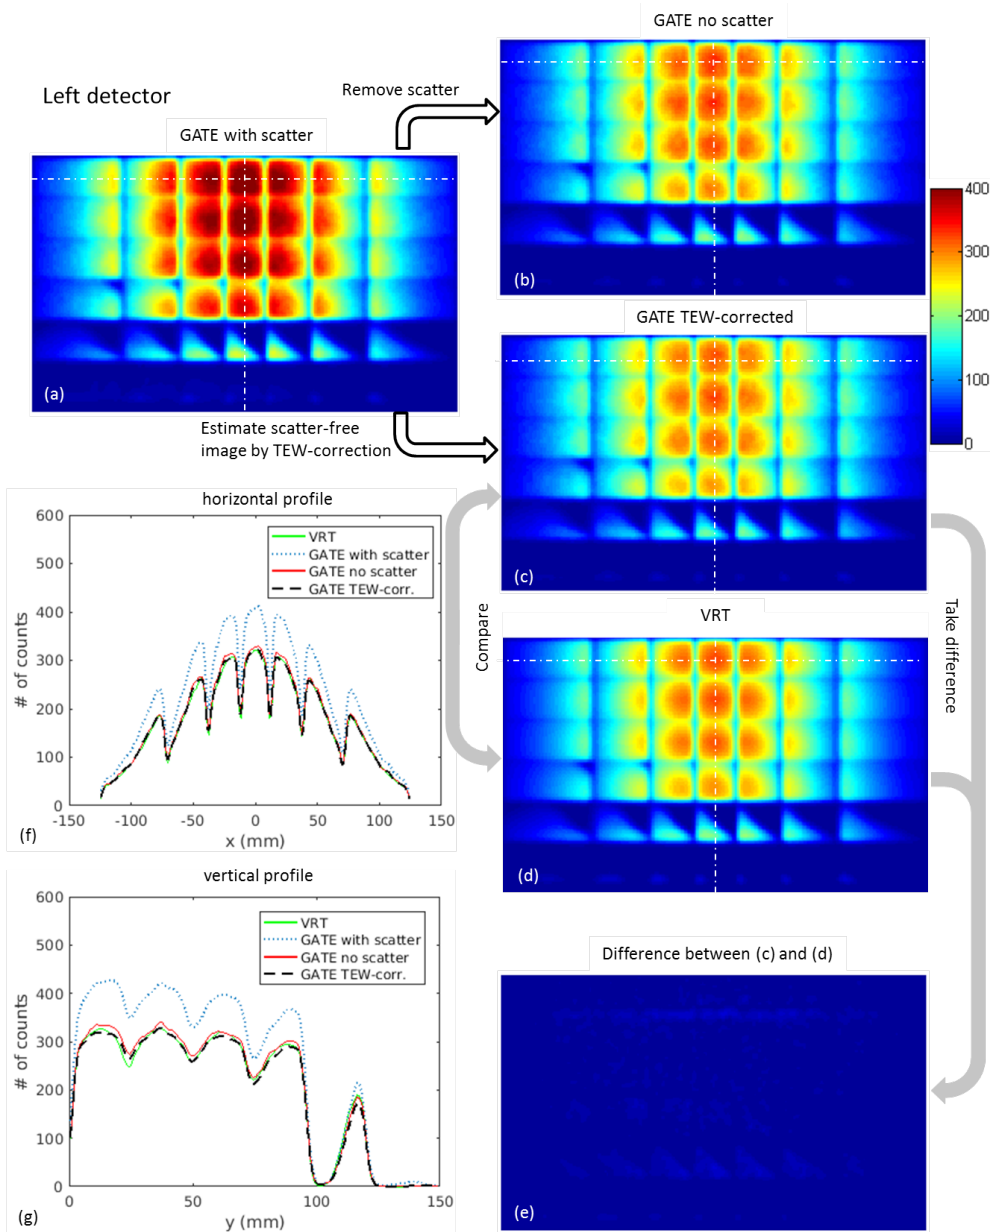 GATE no scatter
Left detector
Remove scatter
GATE with scatter
(a)
(b)
400
300
200
100
0
Estimate scatter-free
image by TEW-correction
GATE TEW-corrected
(c)
horizontal profile
600
500
400
300
200
100
0
# of counts
VRT
GATE with scatter
GATE no scatter
GATE TEW-corr.
-150
-100
-50
0
50
100
150
x (mm)
(f)
Compare
Take difference
VRT
(d)
vertical profile
600
500
400
300
200
100
0
# of counts
VRT
GATE with scatter
GATE no scatter
GATE TEW-corr.
0
50
100
150
y (mm)
(g)
Difference between (c) and (d)
(e)